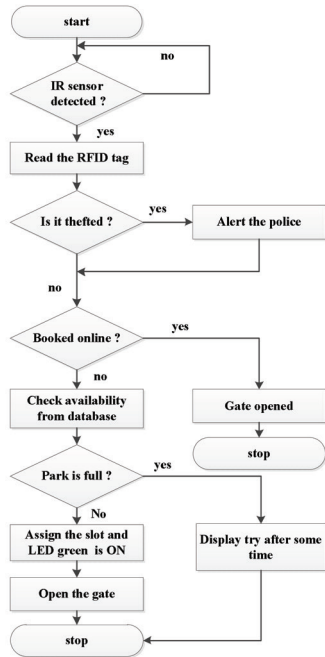 start
no
IR sensor
detected ?
yes
Read the RFID tag
Is it thefted ?
yes
Alert the police
no
Booked online ?
yes
no
Check availability
from database
Gate opened
stop
Park is full ?
yes
No
Assign the slot and
LED green is ON
Display try after some
time
Open the gate
stop